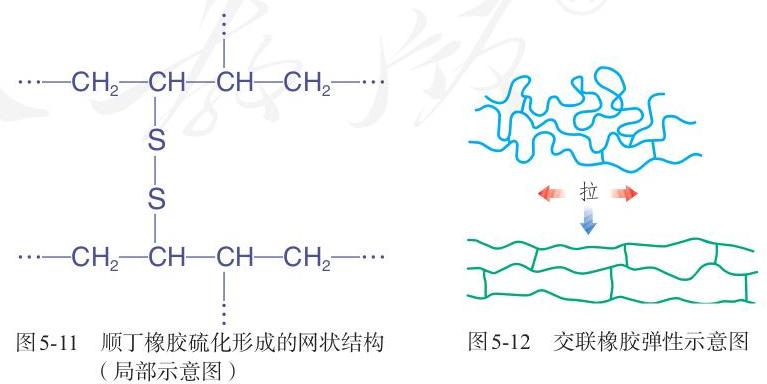 ⋮
···—CH₂—CH—CH—CH₂—···
S
S
···—CH₂—CH—CH—CH₂—···
⋮
图5-11 顺丁橡胶硫化形成的网状结构
（局部示意图）
拉
图5-12 交联橡胶弹性示意图